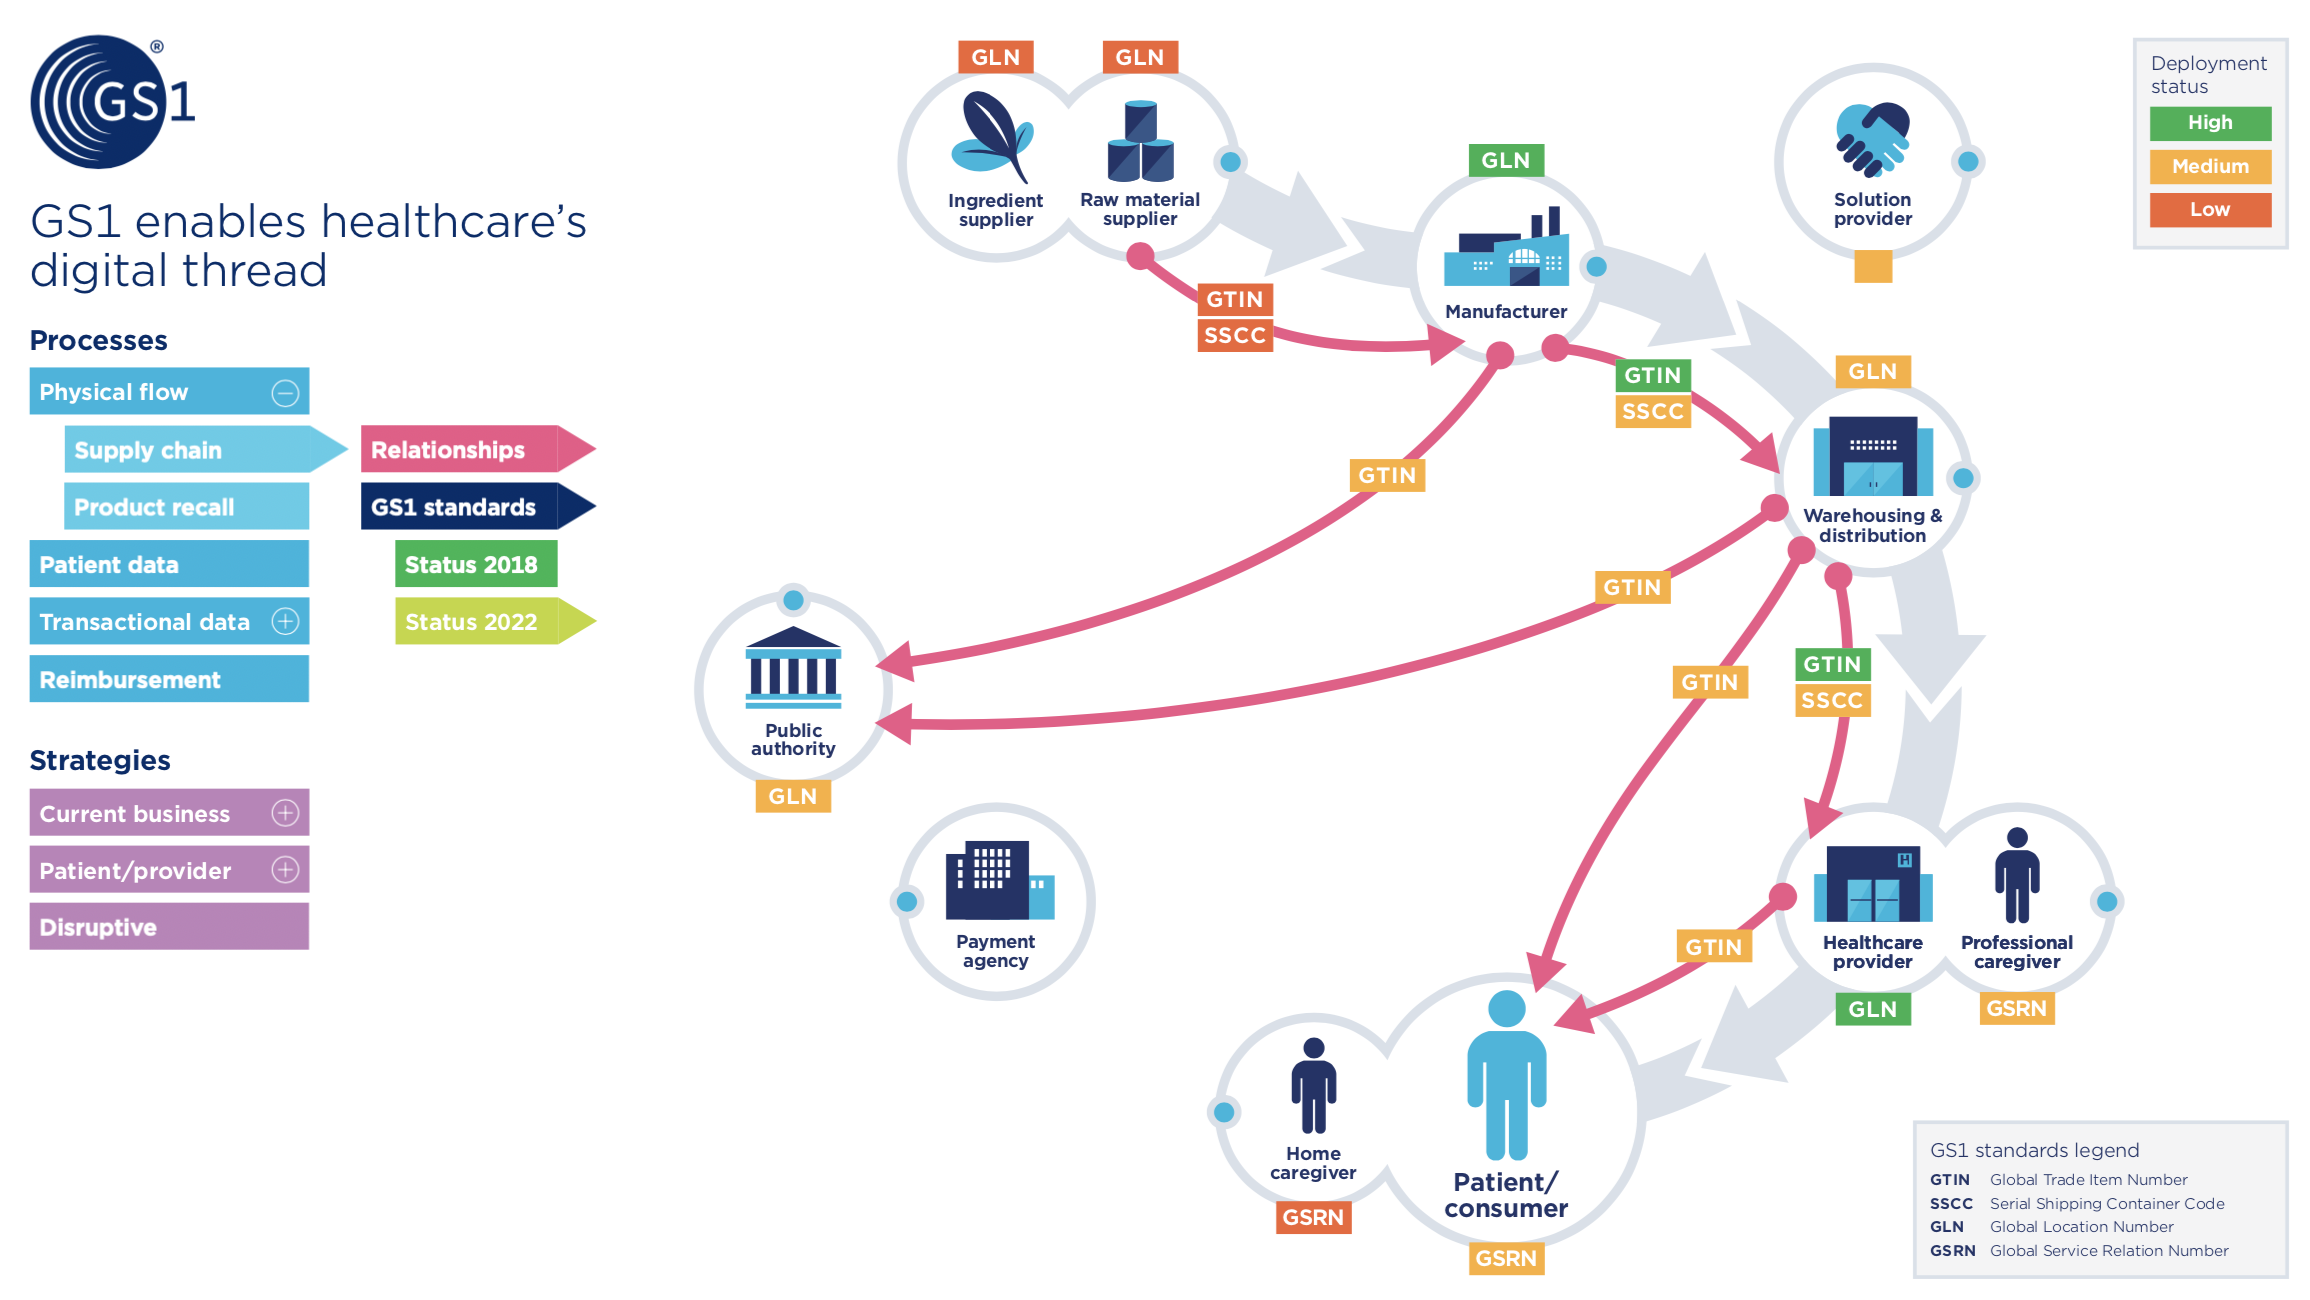 GS1®
GS1 enables healthcare's
digital thread
Processes
Physical flow
Supply chain
Product recall
Patient data
Transactional data
Reimbursement
Relationships
GS1 standards
Status 2018
Status 2022
Strategies
Current business
Patient/provider
Disruptive
GLN
GLN
Ingredient
supplier
Raw material
supplier
GTIN
SSCC
GLN
Manufacturer
Solution
provider
Deployment
status
High
Medium
Low
GTIN
SSCC
GLN
Warehousing &
distribution
GTIN
GTIN
Public
authority
GLN
GTIN
GTIN
SSCC
Payment
agency
GTIN
H
Healthcare
provider
GLN
Professional
caregiver
GSRN
Home
caregiver
GSRN
Patient/
consumer
GSRN
GS1 standards legend
GTIN Global Trade Item Number
SSCC Serial Shipping Container Code
GLN Global Location Number
GSRN Global Service Relation Number